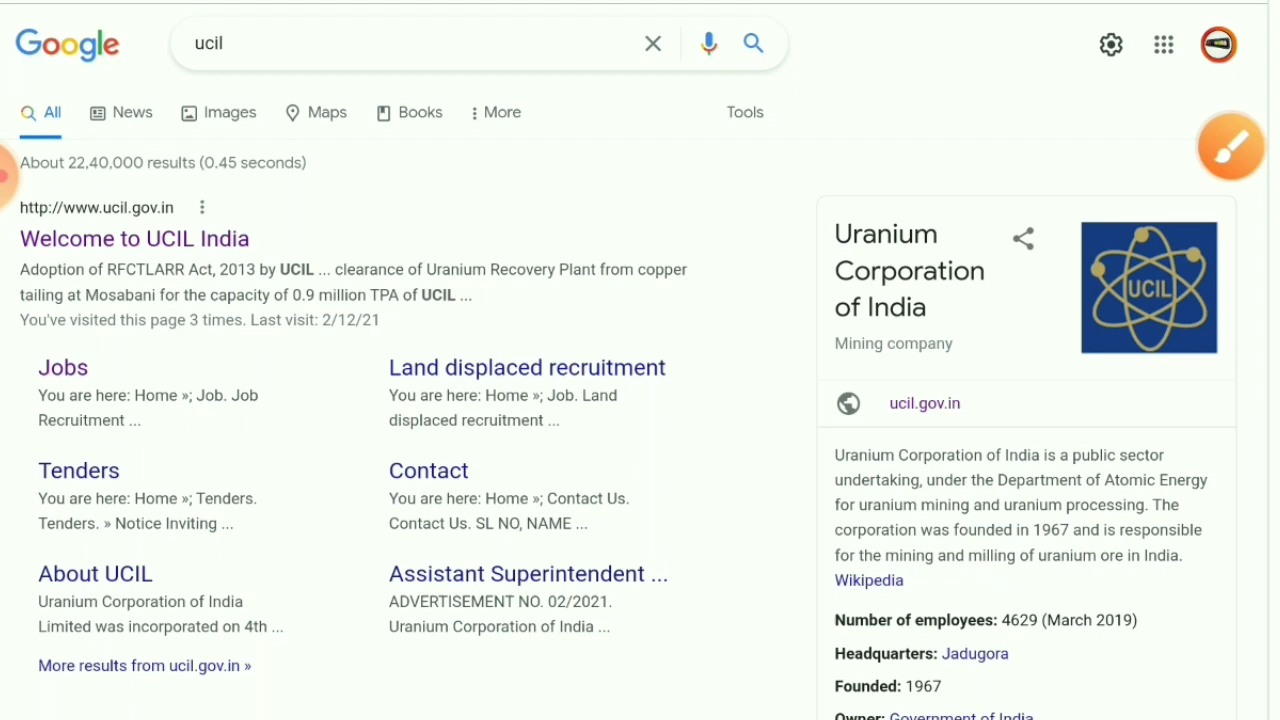 Google
ucil
All
News
Images
Maps
Books
More
Tools
About 22,40,000 results (0.45 seconds)
http://www.ucil.gov.in
Welcome to UCIL India
Adoption of RFCTLARR Act, 2013 by UCIL ... clearance of Uranium Recovery Plant from copper
tailing at Mosabani for the capacity of 0.9 million TPA of UCIL ...
You've visited this page 3 times. Last visit: 2/12/21
Jobs
You are here: Home »; Job. Job
Recruitment ...
Land displaced recruitment
You are here: Home »; Job. Land
displaced recruitment ...
Tenders
You are here: Home »; Tenders.
Tenders. » Notice Inviting ...
Contact
You are here: Home »; Contact Us.
Contact Us. SL NO, NAME ...
About UCIL
Uranium Corporation of India
Limited was incorporated on 4th ...
Assistant Superintendent ...
ADVERTISEMENT NO. 02/2021.
Uranium Corporation of India ...
More results from ucil.gov.in »
Uranium
Corporation
of India
Mining company
UCIL
ucil.gov.in
Uranium Corporation of India is a public sector
undertaking, under the Department of Atomic Energy
for uranium mining and uranium processing. The
corporation was founded in 1967 and is responsible
for the mining and milling of uranium ore in India.
Wikipedia
Number of employees: 4629 (March 2019)
Headquarters: Jadugora
Founded: 1967
Owner: Government of India